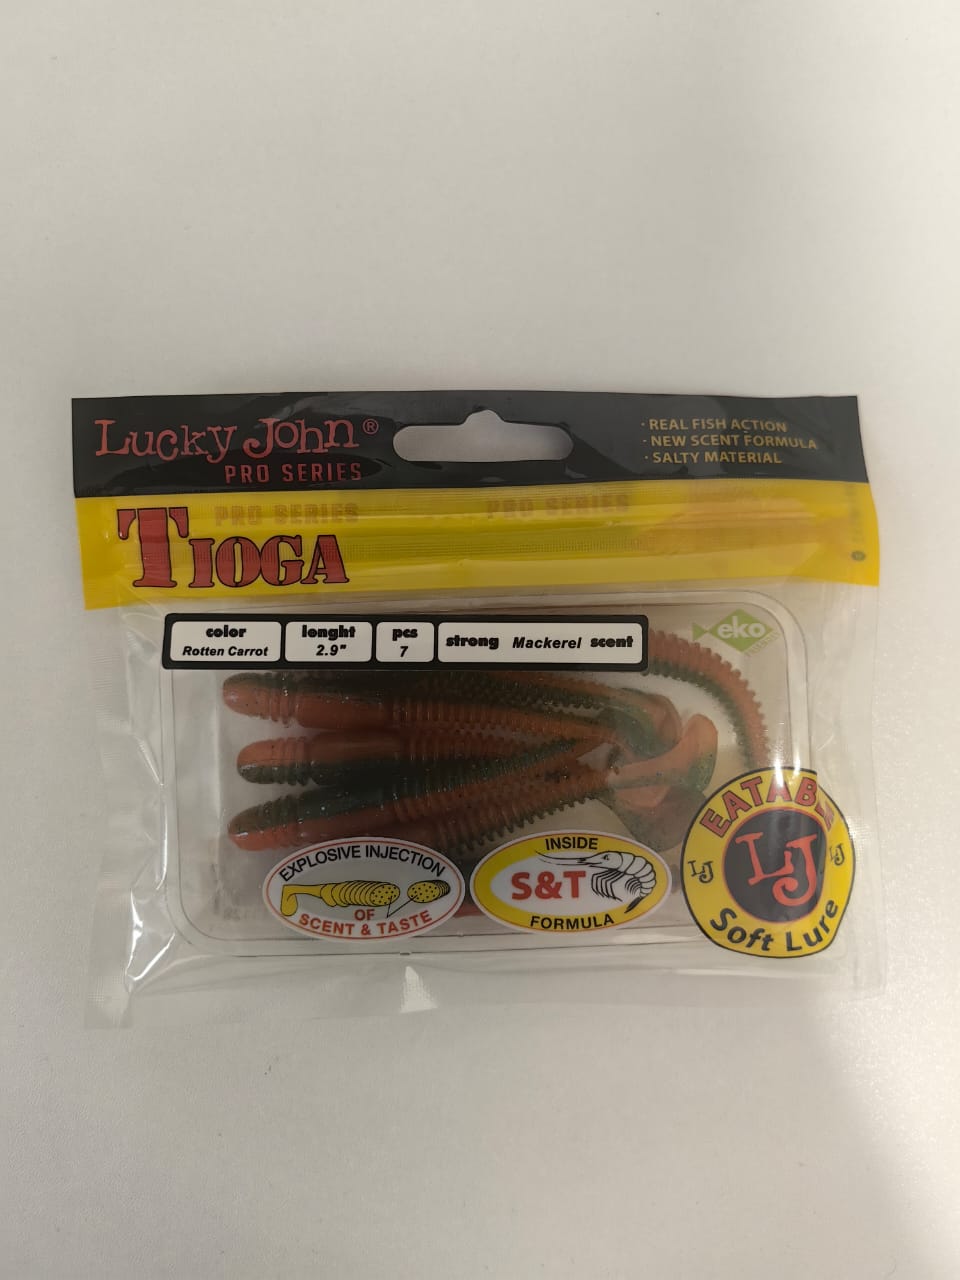 Lucky John®
PRO SERIES
· REAL FISH ACTION
· NEW SCENT FORMULA
· SALTY MATERIAL
PRO SERIES PRO SERIES
TIOGA
color
Rotten Carrot
longht
2.9"
pcs
7
strong Mackerel scent
eko
EXPLOSIVE INJECTION
OF
SCENT & TASTE
INSIDE
S&T
FORMULA
EATABLE
LJ LJ LJ
Soft Lure